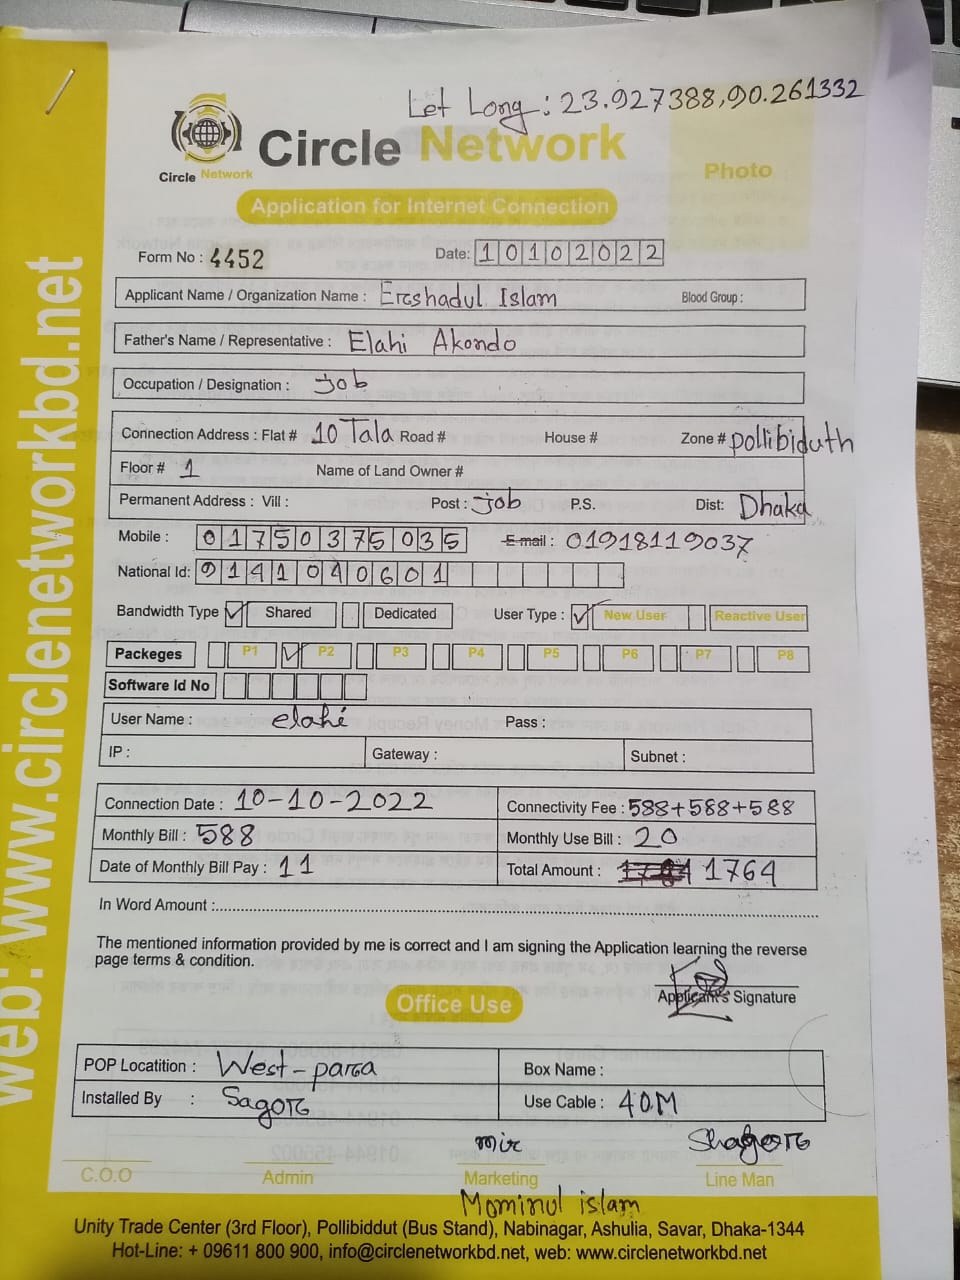 Let Long: 23.927388,90.261332
Circle Network
Circle Network
Photo
Application for Internet Connection
Form No : 4452
Date: 10102022
Applicant Name / Organization Name : Ershadul Islam Blood Group :
Father's Name / Representative : Elahi Akondo
Occupation / Designation : job
Connection Address : Flat # 10 Tala Road # House # Zone # pollibiduth
Floor # 1 Name of Land Owner #
Permanent Address : Vill : Post : job P.S. Dist: Dhaka
Mobile : 01750375035 E-mail : 01918119037
National Id: 9141040601
Bandwidth Type Shared Dedicated User Type : New User Reactive User
Packeges P1 P2 P3 P4 P5 P6 P7 P8
Software Id No
User Name : elahi Pass :
IP : Gateway : Subnet :
Connection Date : 10-10-2022 Connectivity Fee : 588+588+588
Monthly Bill : 588 Monthly Use Bill : 20
Date of Monthly Bill Pay : 11 Total Amount : 1764
In Word Amount :
The mentioned information provided by me is correct and I am signing the Application learning the reverse
page terms & condition.
Applicant's Signature
Office Use
POP Locatition : West-para Box Name :
Installed By : Sagor Use Cable : 40M
mir Shagor
C.O.O Admin Marketing Line Man
Mominul islam
Unity Trade Center (3rd Floor), Pollibiddut (Bus Stand), Nabinagar, Ashulia, Savar, Dhaka-1344
Hot-Line: + 09611 800 900, info@circlenetworkbd.net, web: www.circlenetworkbd.net
web: www.circlenetworkbd.net